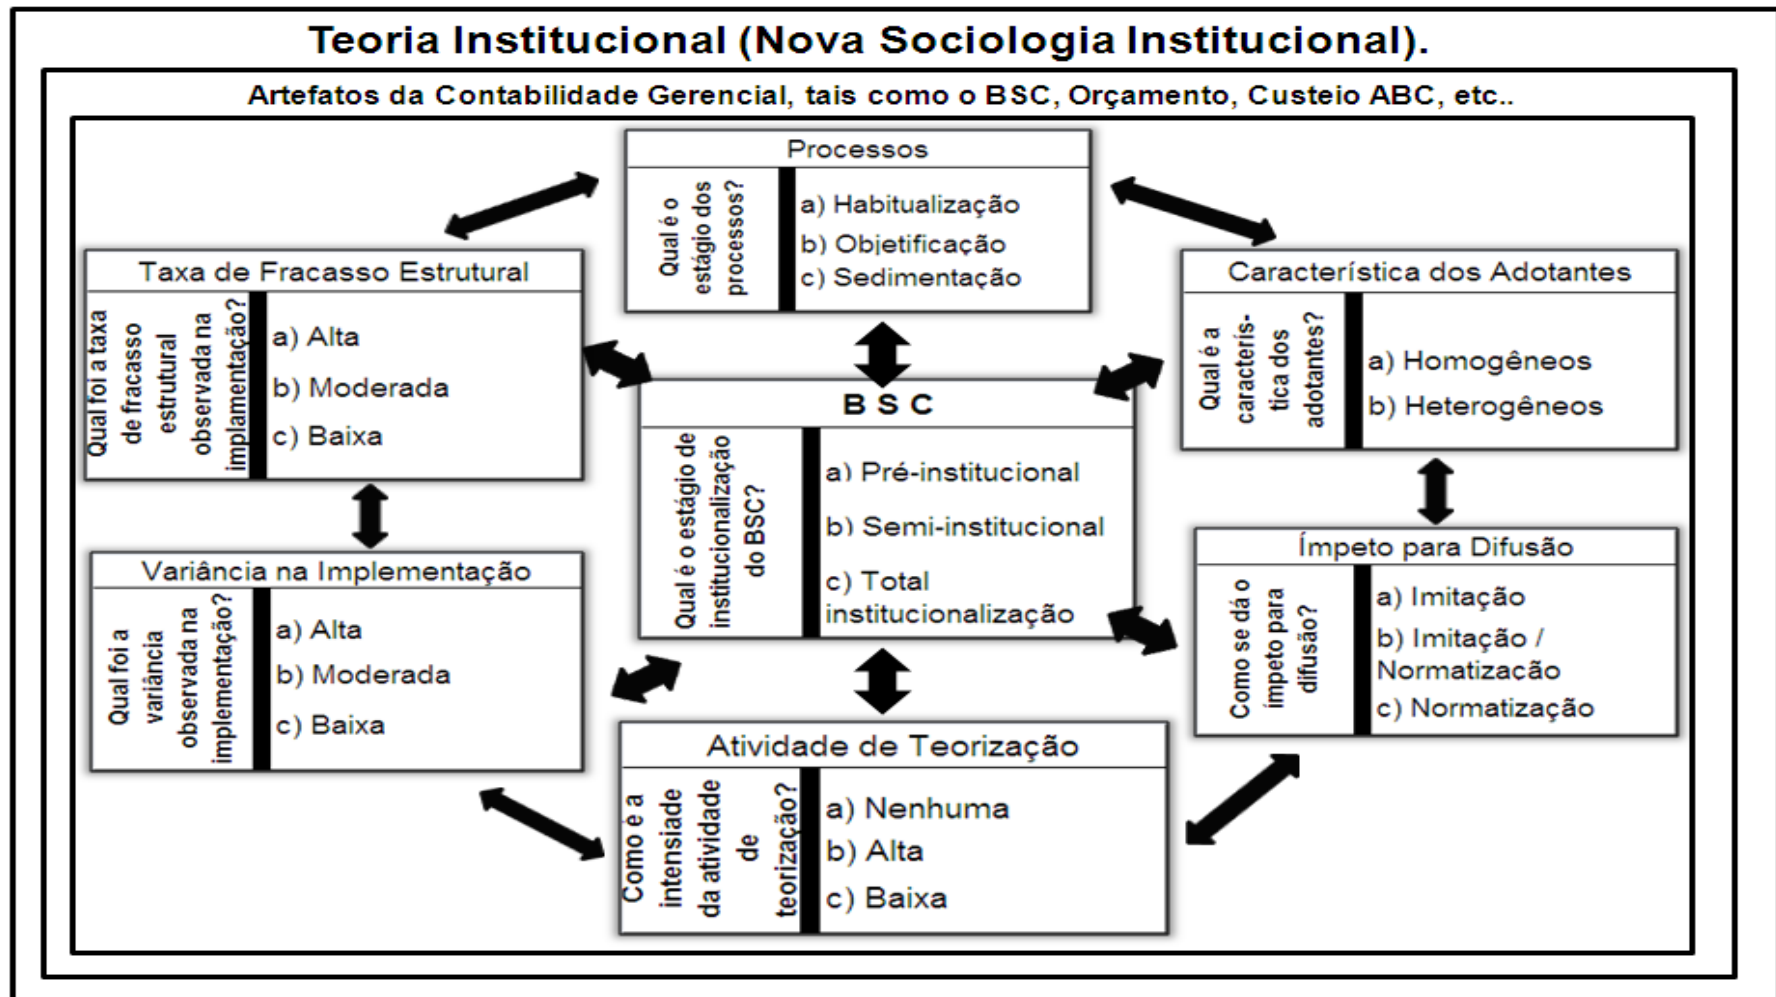 Teoria Institucional (Nova Sociologia Institucional).
Artefatos da Contabilidade Gerencial, tais como o BSC, Orçamento, Custeio ABC, etc..
Processos
Qual é o
estágio dos
processos?
a) Habitualização
b) Objetificação
c) Sedimentação
Taxa de Fracasso Estrutural
Qual foi a taxa
de fracasso
estrutural
observada na
implamentação?
a) Alta
b) Moderada
c) Baixa
Característica dos Adotantes
Qual é a
caracterís-
tica dos
adotantes?
a) Homogêneos
b) Heterogêneos
B S C
Qual é o estágio de
institucionalização
do BSC?
a) Pré-institucional
b) Semi-institucional
c) Total
institucionalização
Variância na Implementação
Qual foi a
variância
observada na
implementação?
a) Alta
b) Moderada
c) Baixa
Ímpeto para Difusão
Como se dá o
ímpeto para
difusão?
a) Imitação
b) Imitação /
Normatização
c) Normatização
Atividade de Teorização
Como é a
intensiade
da atividade
de
teorização?
a) Nenhuma
b) Alta
c) Baixa